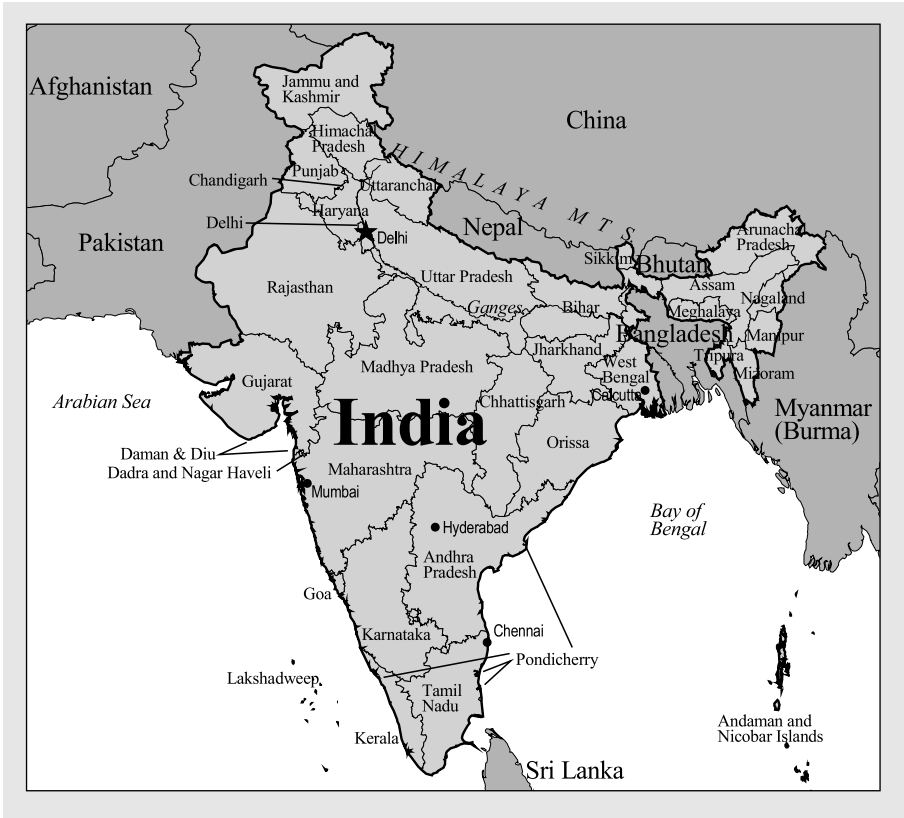 Afghanistan
Jammu and
Kashmir
China
Himachal
Pradesh
HIMALAYA MTS
Punjab
Chandigarh
Uttaranchal
Haryana
Delhi
Delhi
Nepal
Pakistan
Arunachal
Pradesh
Sikkim
Bhutan
Uttar Pradesh
Rajasthan
Assam
Nagaland
Ganges
Bihar
Meghalaya
Bangladesh
Manipur
Jharkhand
Tripura
Mizoram
West
Bengal
Madhya Pradesh
Gujarat
Calcutta
Chhattisgarh
Arabian Sea
Myanmar
(Burma)
India
Orissa
Daman & Diu
Dadra and Nagar Haveli
Maharashtra
Mumbai
Bay of
Bengal
Hyderabad
Andhra
Pradesh
Goa
Karnataka
Chennai
Pondicherry
Lakshadweep
Tamil
Nadu
Andaman and
Nicobar Islands
Kerala
Sri Lanka